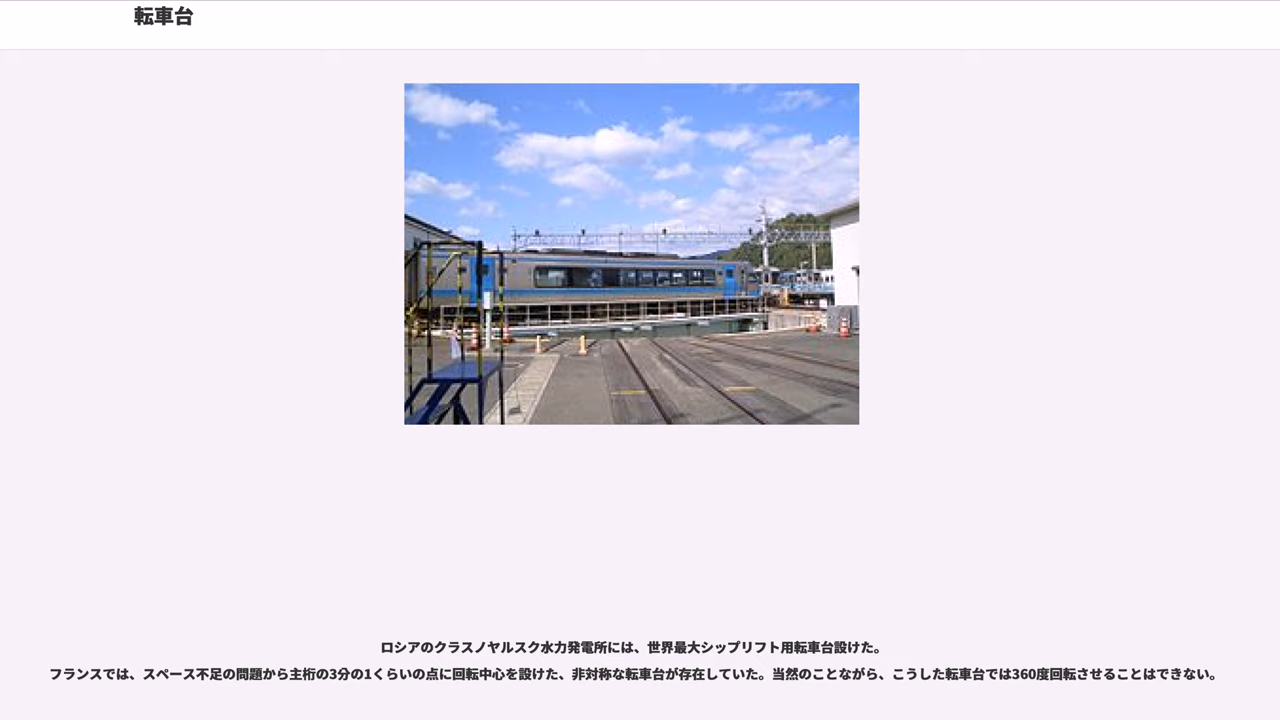 転車台
ロシアのクラスノヤルスク水力発電所には、世界最大シップリフト用転車台設けた。
フランスでは、スペース不足の問題から主桁の3分の1くらいの点に回転中心を設けた、非対称な転車台が存在していた。当然のことながら、こうした転車台では360度回転させることはできない。